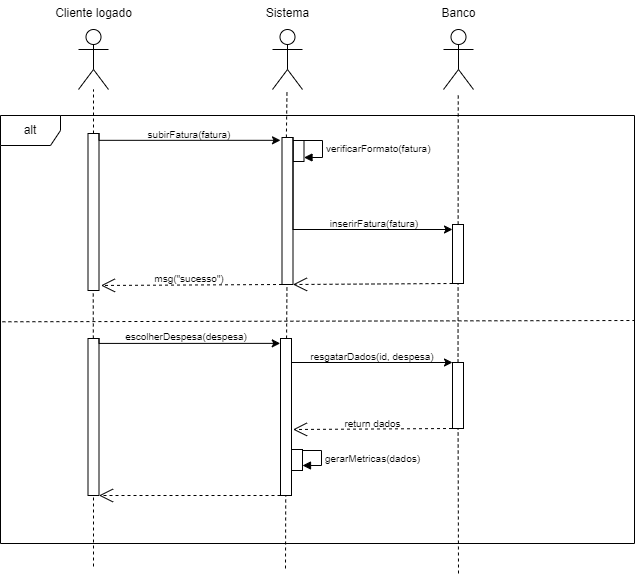 Cliente logado
Sistema
Banco
alt
subirFatura(fatura)
verificarFormato(fatura)
inserirFatura(fatura)
msg("sucesso")
escolherDespesa(despesa)
resgatarDados(id, despesa)
return dados
gerarMetricas(dados)